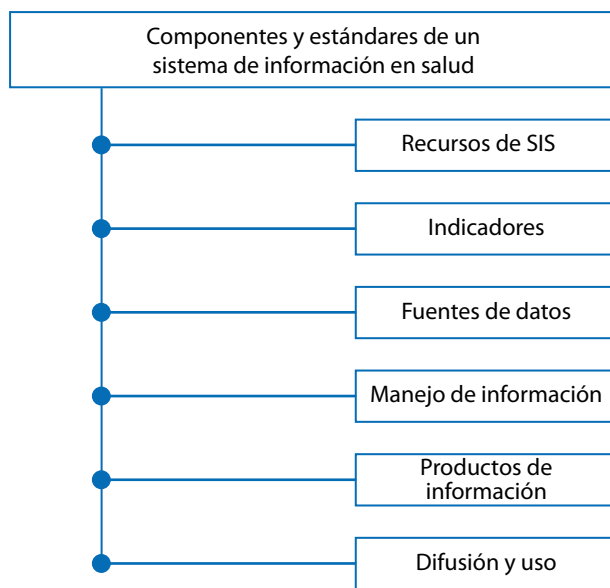 Componentes y estándares de un
sistema de información en salud
Recursos de SIS
Indicadores
Fuentes de datos
Manejo de información
Productos de
información
Difusión y uso